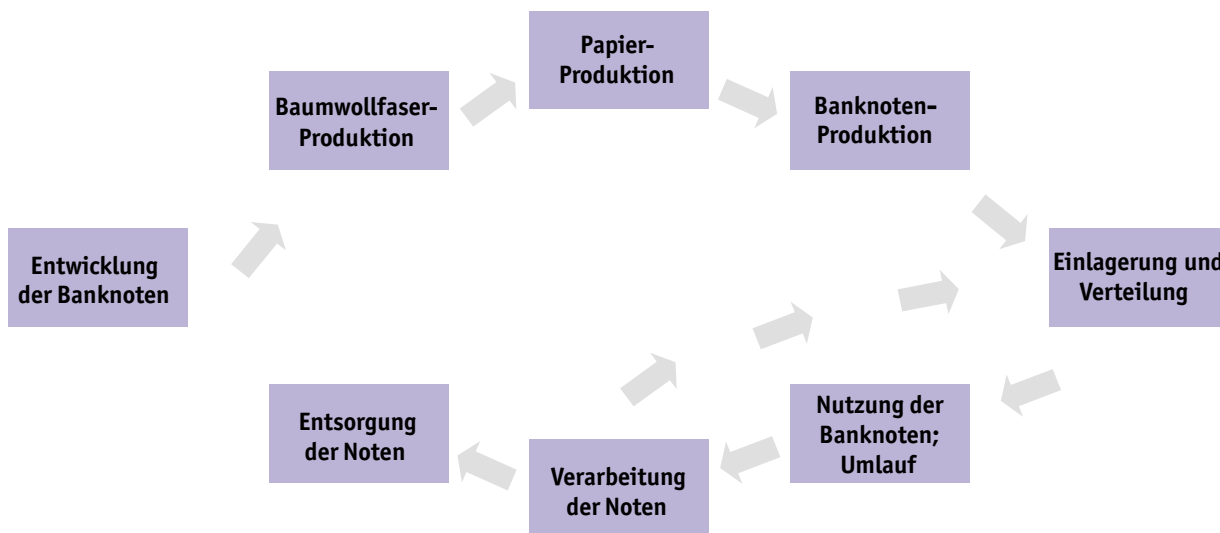 Papier-
Produktion
Baumwollfaser-
Produktion
Banknoten-
Produktion
Entwicklung
der Banknoten
Einlagerung und
Verteilung
Entsorgung
der Noten
Nutzung der
Banknoten;
Umlauf
Verarbeitung
der Noten